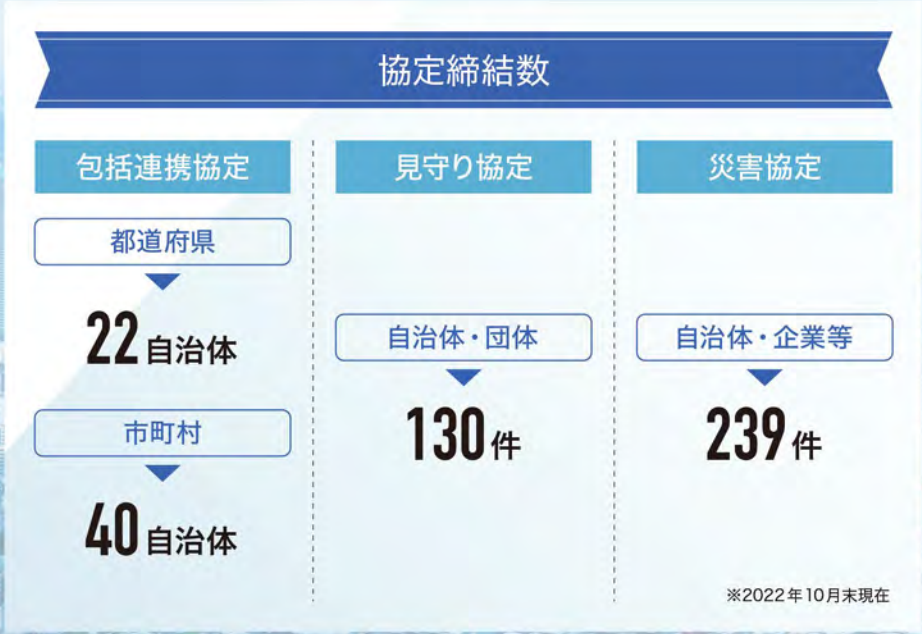 協定締結数
包括連携協定
都道府県
22自治体
市町村
40自治体
見守り協定
自治体・団体
130件
災害協定
自治体・企業等
239件
※2022年10月末現在